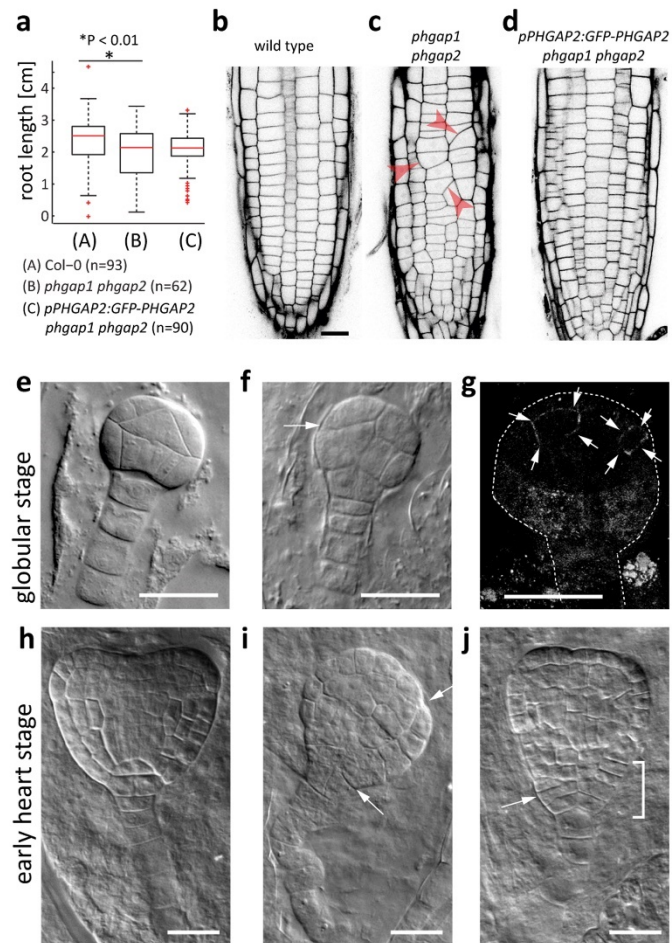 a
*P < 0.01
*
root length [cm]
4
3
2
1
0
(A) (B) (C)
(A) Col–0 (n=93)
(B) phgap1 phgap2 (n=62)
(C) pPHGAP2:GFP-PHGAP2
phgap1 phgap2 (n=90)
b
wild type
c
phgap1
phgap2
d
pPHGAP2:GFP-PHGAP2
phgap1 phgap2
globular stage
e
f
g
early heart stage
h
i
j